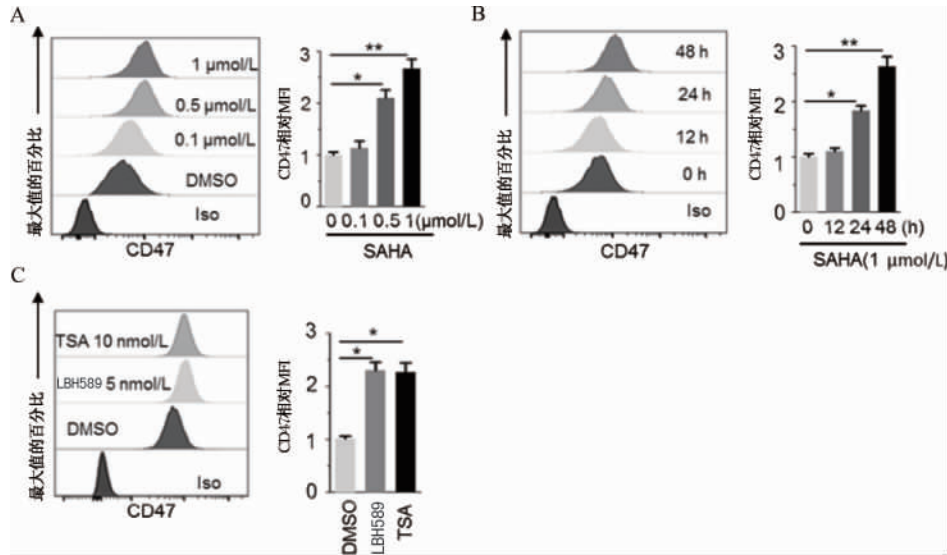 A
最大值的百分比
1 μmol/L
0.5 μmol/L
0.1 μmol/L
DMSO
Iso
CD47
CD47相对MFI
3
2
1
0
*
**
0 0.1 0.5 1(μmol/L)
SAHA
B
最大值的百分比
48 h
24 h
12 h
0 h
Iso
CD47
CD47相对MFI
3
2
1
0
*
**
0 12 24 48 (h)
SAHA(1 μmol/L)
C
最大值的百分比
TSA 10 nmol/L
LBH589 5 nmol/L
DMSO
Iso
CD47
CD47相对MFI
3
2
1
0
*
*
DMSO
LBH589
TSA